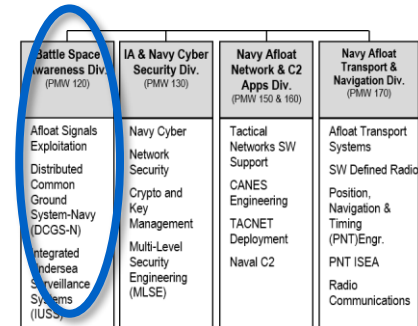 Battle Space
Awareness Div.
(PMW 120)
Afloat Signals
Exploitation
Distributed
Common
Ground
System-Navy
(DCGS-N)
Integrated
Undersea
Surveillance
Systems
(IUSS)
IA & Navy Cyber
Security Div.
(PMW 130)
Navy Cyber
Network
Security
Crypto and
Key
Management
Multi-Level
Security
Engineering
(MLSE)
Navy Afloat
Network & C2
Apps Div.
(PMW 150 & 160)
Tactical
Networks SW
Support
CANES
Engineering
TACNET
Deployment
Naval C2
Navy Afloat
Transport &
Navigation Div.
(PMW 170)
Afloat Transport
Systems
SW Defined Radio
Position,
Navigation &
Timing
(PNT)Engr.
PNT ISEA
Radio
Communications